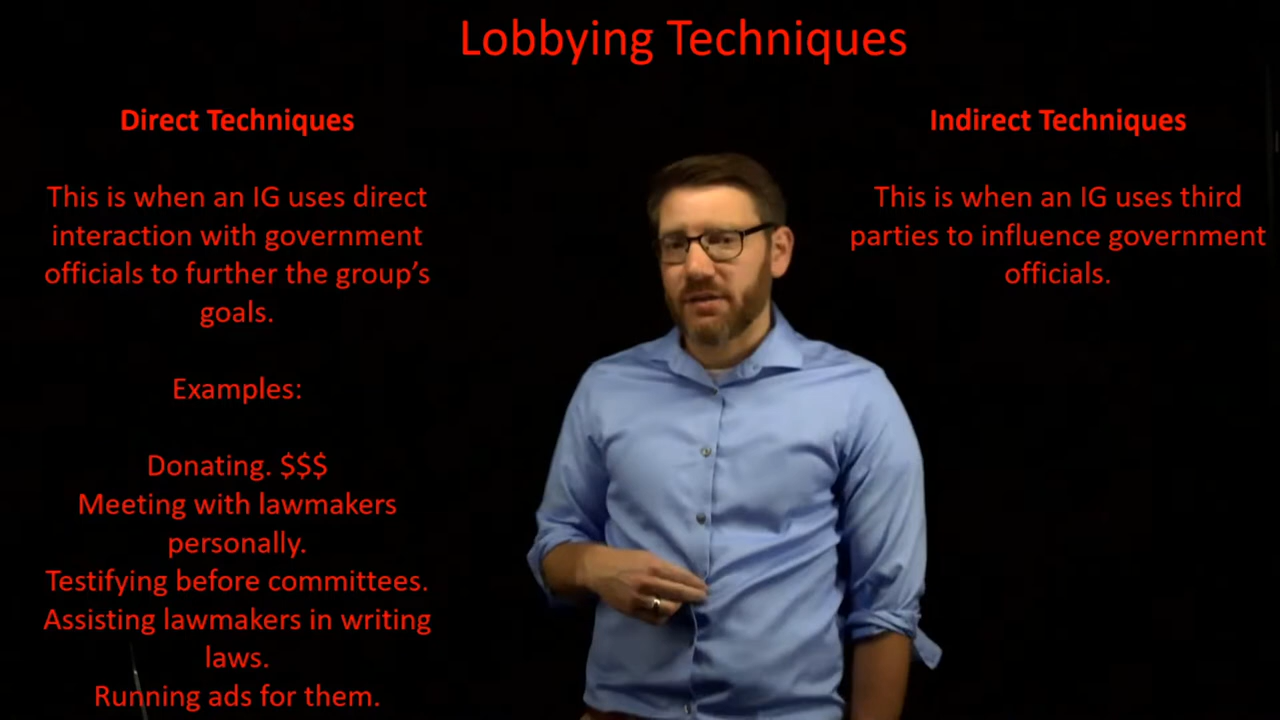 Lobbying Techniques
Direct Techniques
This is when an IG uses direct
interaction with government
officials to further the group’s
goals.
Examples:
Donating. $$$
Meeting with lawmakers
personally.
Testifying before committees.
Assisting lawmakers in writing
laws.
Running ads for them.
Indirect Techniques
This is when an IG uses third
parties to influence government
officials.